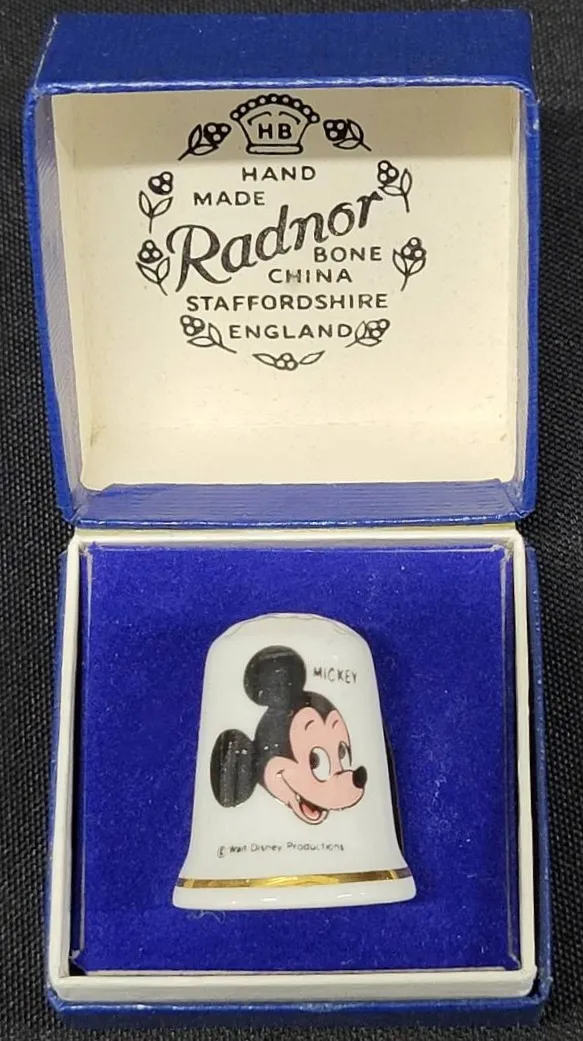 HB
HAND
MADE
Radnor
BONE
CHINA
STAFFORDSHIRE
ENGLAND
MICKEY
© Walt Disney Productions